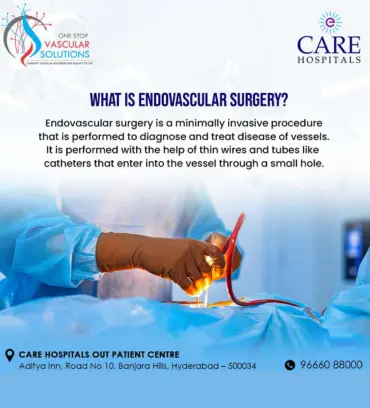 ONE STOP
VASCULAR
SOLUTIONS
e
CARE
HOSPITALS
WHAT IS ENDOVASCULAR SURGERY?
Endovascular surgery is a minimally invasive procedure
that is performed to diagnose and treat disease of vessels.
It is performed with the help of thin wires and tubes like
catheters that enter into the vessel through a small hole.
CARE HOSPITALS OUT PATIENT CENTRE
Aditya Inn, Road No 10, Banjara Hills, Hyderabad – 500034
96660 88000